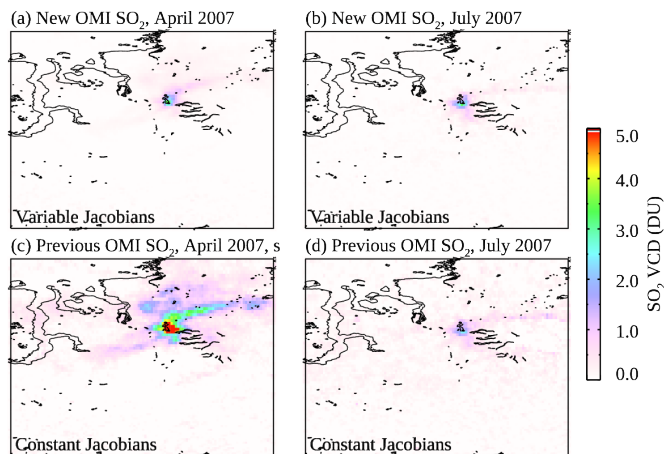 (a) New OMI SO2, April 2007
(b) New OMI SO2, July 2007
Variable Jacobians
Variable Jacobians
(c) Previous OMI SO2, April 2007, s
(d) Previous OMI SO2, July 2007
Constant Jacobians
Constant Jacobians
5.0
4.0
3.0
2.0
1.0
0.0
SO2 VCD (DU)